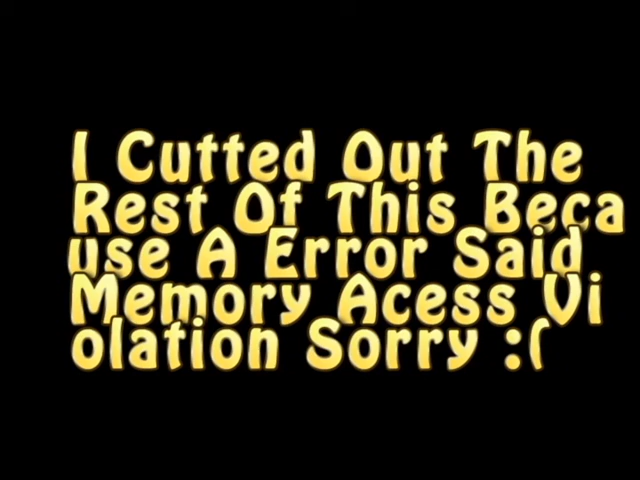 I Cutted Out The
Rest Of This Beca
use A Error Said
Memory Acess Vi
olation Sorry :(